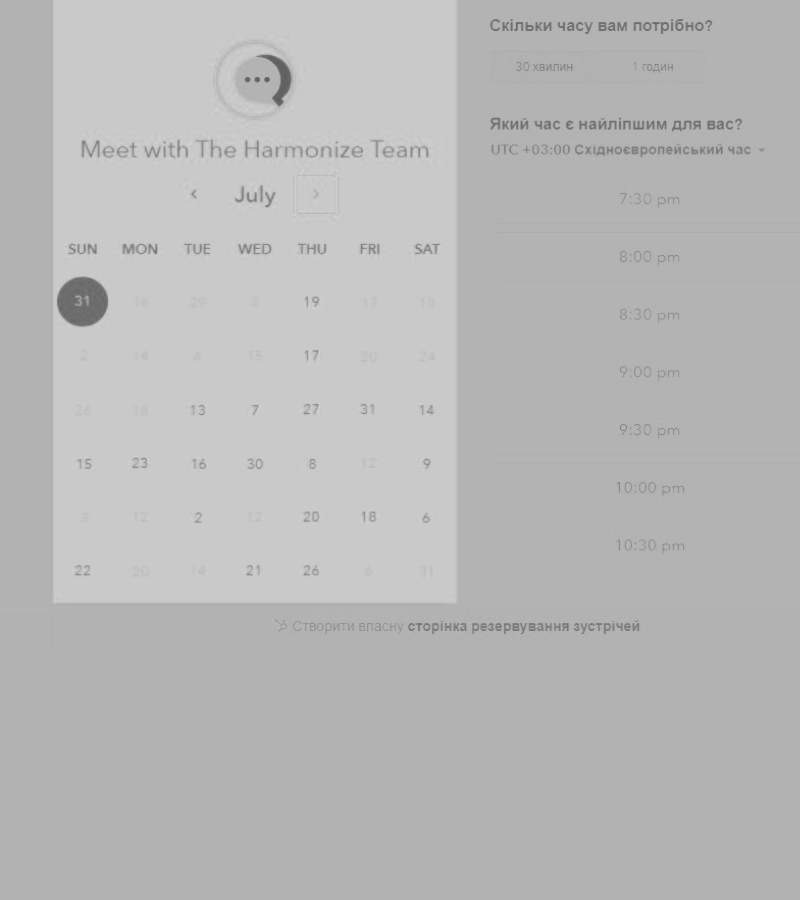 Meet with The Harmonize Team
July
SUN MON TUE WED THU FRI SAT
31 16 29 8 19 17 10
2 14 4 15 17 20 24
26 18 13 7 27 31 14
15 23 16 30 8 12 9
12 2 12 20 18 6
22 20 14 21 26 6 31
Скільки часу вам потрібно?
30 хвилин 1 годин
Який час є найліпшим для вас?
UTC +03:00 Східноєвропейський час
7:30 pm
8:00 pm
8:30 pm
9:00 pm
9:30 pm
10:00 pm
10:30 pm
Створити власну сторінка резервування зустрічей